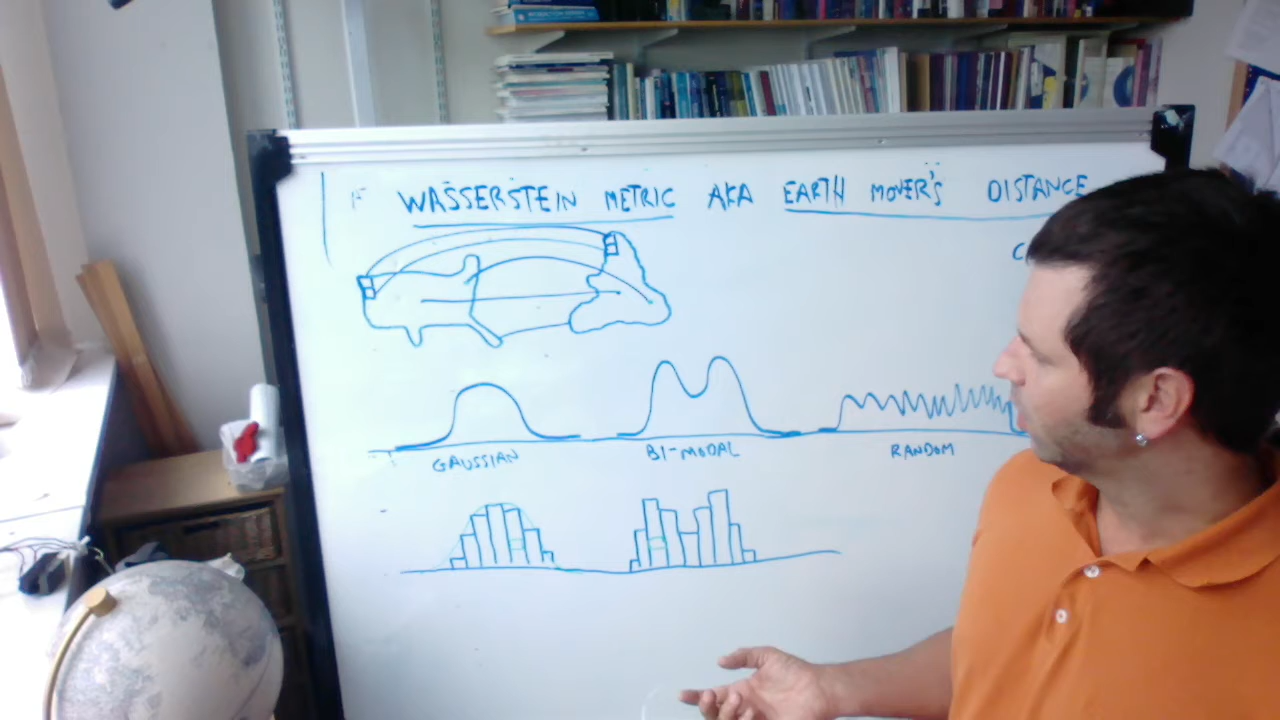 WASSERSTEIN METRIC AKA EARTH MOVER'S DISTANCE
GAUSSIAN BI-MODAL RANDOM